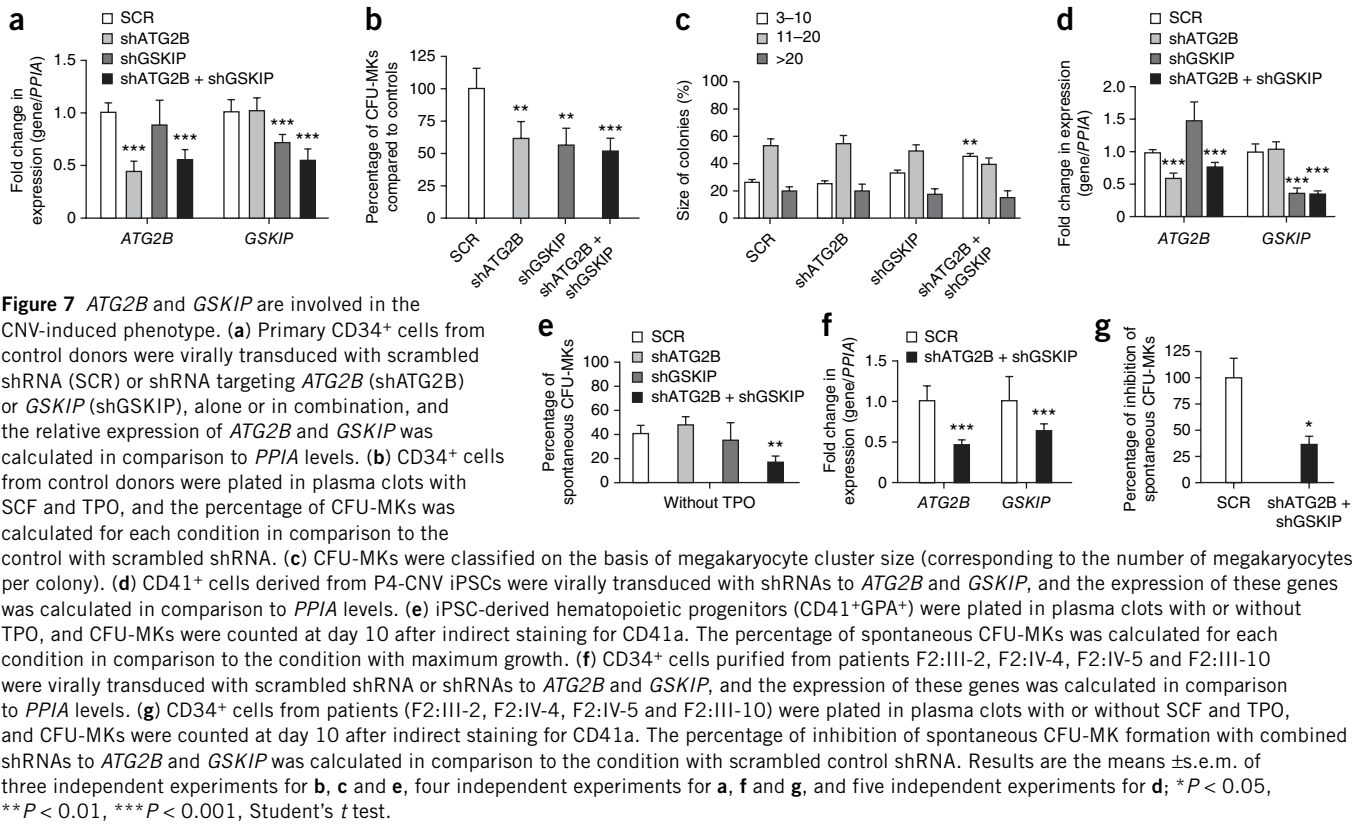 a
SCR
shATG2B
shGSKIP
shATG2B + shGSKIP
Fold change in
expression (gene/PPIA)
1.5
1.0
0.5
0
***
***
***
***
ATG2B
GSKIP
b
Percentage of CFU-MKs
compared to controls
125
100
75
50
25
0
**
**
***
SCR
shATG2B
shGSKIP
shATG2B +
shGSKIP
c
3–10
11–20
>20
Size of colonies (%)
100
80
60
40
20
0
**
SCR
shATG2B
shGSKIP
shATG2B +
shGSKIP
d
SCR
shATG2B
shGSKIP
shATG2B + shGSKIP
Fold change in expression
(gene/PPIA)
2.0
1.5
1.0
0.5
0
***
***
***
***
ATG2B
GSKIP
Figure 7 ATG2B and GSKIP are involved in the
CNV-induced phenotype. (a) Primary CD34+ cells from
control donors were virally transduced with scrambled
shRNA (SCR) or shRNA targeting ATG2B (shATG2B)
or GSKIP (shGSKIP), alone or in combination, and
the relative expression of ATG2B and GSKIP was
calculated in comparison to PPIA levels. (b) CD34+ cells
from control donors were plated in plasma clots with
SCF and TPO, and the percentage of CFU-MKs was
calculated for each condition in comparison to the
e
SCR
shATG2B
shGSKIP
shATG2B + shGSKIP
Percentage of
spontaneous CFU-MKs
100
80
60
40
20
0
**
Without TPO
f
SCR
shATG2B + shGSKIP
Fold change in
expression (gene/PPIA)
1.5
1.0
0.5
0
***
***
ATG2B
GSKIP
g
Percentage of inhibition of
spontaneous CFU-MKs
125
100
75
50
25
0
*
SCR
shATG2B +
shGSKIP
control with scrambled shRNA. (c) CFU-MKs were classified on the basis of megakaryocyte cluster size (corresponding to the number of megakaryocytes
per colony). (d) CD41+ cells derived from P4-CNV iPSCs were virally transduced with shRNAs to ATG2B and GSKIP, and the expression of these genes
was calculated in comparison to PPIA levels. (e) iPSC-derived hematopoietic progenitors (CD41+GPA+) were plated in plasma clots with or without
TPO, and CFU-MKs were counted at day 10 after indirect staining for CD41a. The percentage of spontaneous CFU-MKs was calculated for each
condition in comparison to the condition with maximum growth. (f) CD34+ cells purified from patients F2:III-2, F2:IV-4, F2:IV-5 and F2:III-10
were virally transduced with scrambled shRNA or shRNAs to ATG2B and GSKIP, and the expression of these genes was calculated in comparison
to PPIA levels. (g) CD34+ cells from patients (F2:III-2, F2:IV-4, F2:IV-5 and F2:III-10) were plated in plasma clots with or without SCF and TPO,
and CFU-MKs were counted at day 10 after indirect staining for CD41a. The percentage of inhibition of spontaneous CFU-MK formation with combined
shRNAs to ATG2B and GSKIP was calculated in comparison to the condition with scrambled control shRNA. Results are the means ±s.e.m. of
three independent experiments for b, c and e, four independent experiments for a, f and g, and five independent experiments for d; *P < 0.05,
**P < 0.01, ***P < 0.001, Student's t test.